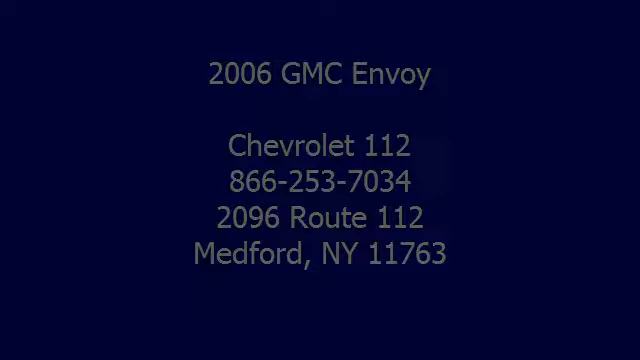 2006 GMC Envoy
Chevrolet 112
866-253-7034
2096 Route 112
Medford, NY 11763